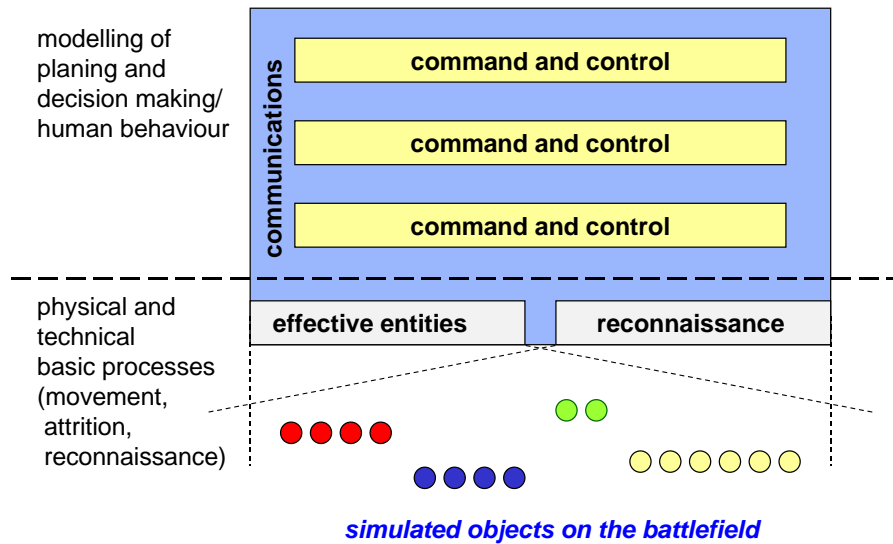 modelling of
planing and
decision making/
human behaviour
communications
command and control
command and control
command and control
physical and
technical
basic processes
(movement,
attrition,
reconnaissance)
effective entities
reconnaissance
simulated objects on the battlefield